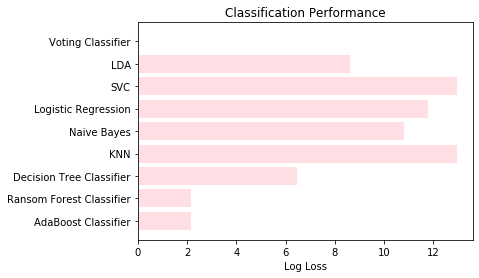 Classification Performance
Voting Classifier
LDA
SVC
Logistic Regression
Naive Bayes
KNN
Decision Tree Classifier
Ransom Forest Classifier
AdaBoost Classifier
0 2 4 6 8 10 12
Log Loss